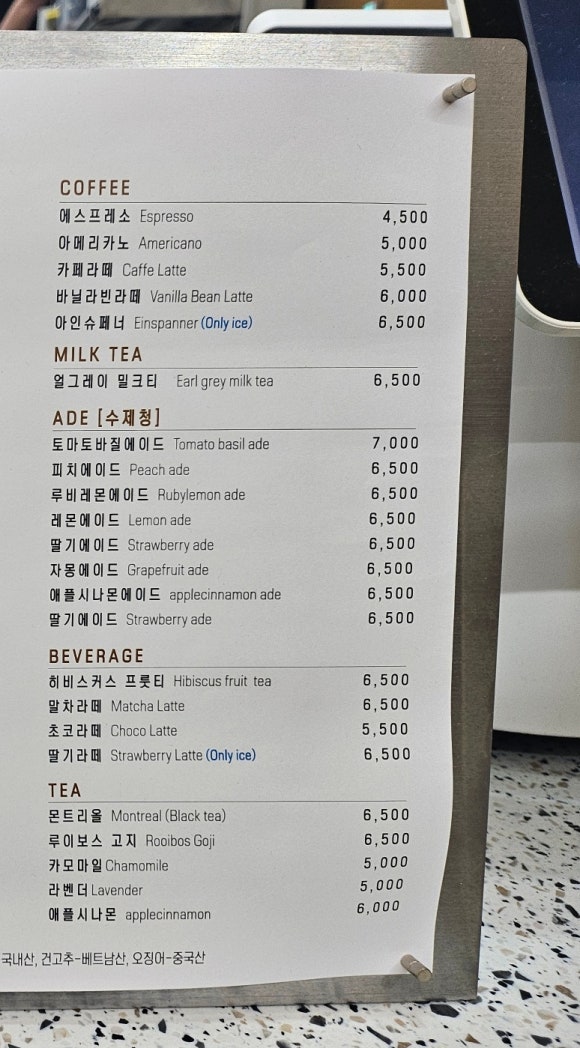 COFFEE
에스프레소 Espresso 4,500
아메리카노 Americano 5,000
카페라떼 Caffe Latte 5,500
바닐라빈라떼 Vanilla Bean Latte 6,000
아인슈페너 Einspanner (Only ice) 6,500
MILK TEA
얼그레이 밀크티 Earl grey milk tea 6,500
ADE [수제청]
토마토바질에이드 Tomato basil ade 7,000
피치에이드 Peach ade 6,500
루비레몬에이드 Rubylemon ade 6,500
레몬에이드 Lemon ade 6,500
딸기에이드 Strawberry ade 6,500
자몽에이드 Grapefruit ade 6,500
애플시나몬에이드 applecinnamon ade 6,500
딸기에이드 Strawberry ade 6,500
BEVERAGE
히비스커스 프룻티 Hibiscus fruit tea 6,500
말차라떼 Matcha Latte 6,500
초코라떼 Choco Latte 5,500
딸기라떼 Strawberry Latte (Only ice) 6,500
TEA
몬트리올 Montreal (Black tea) 6,500
루이보스 고지 Rooibos Goji 6,500
카모마일 Chamomile 5,000
라벤더 Lavender 5,000
애플시나몬 applecinnamon 6,000
국내산, 건고추-베트남산, 오징어-중국산